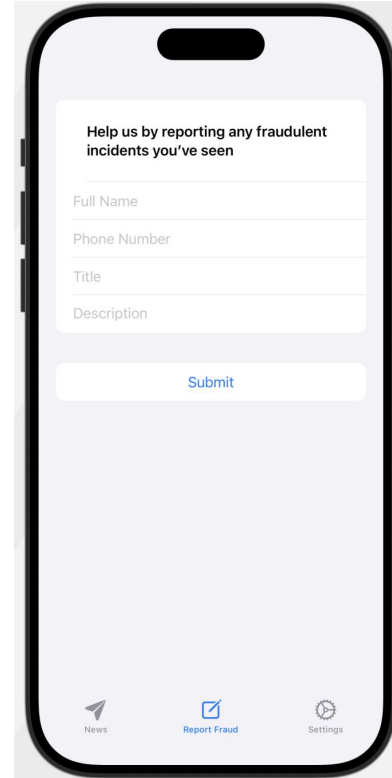 Help us by reporting any fraudulent
incidents you’ve seen
Full Name
Phone Number
Title
Description
Submit
News
Report Fraud
Settings